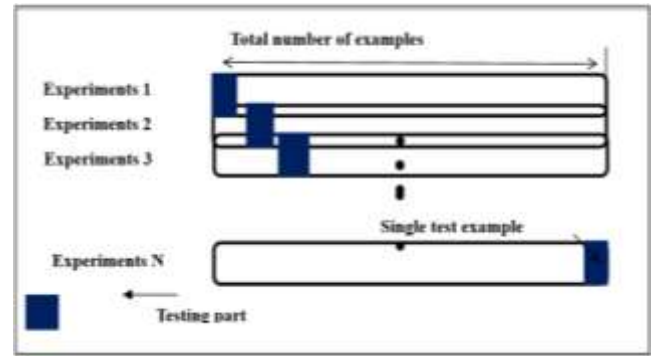 Total number of examples
Experiments 1
Experiments 2
Experiments 3
Single test example
Experiments N
Testing part